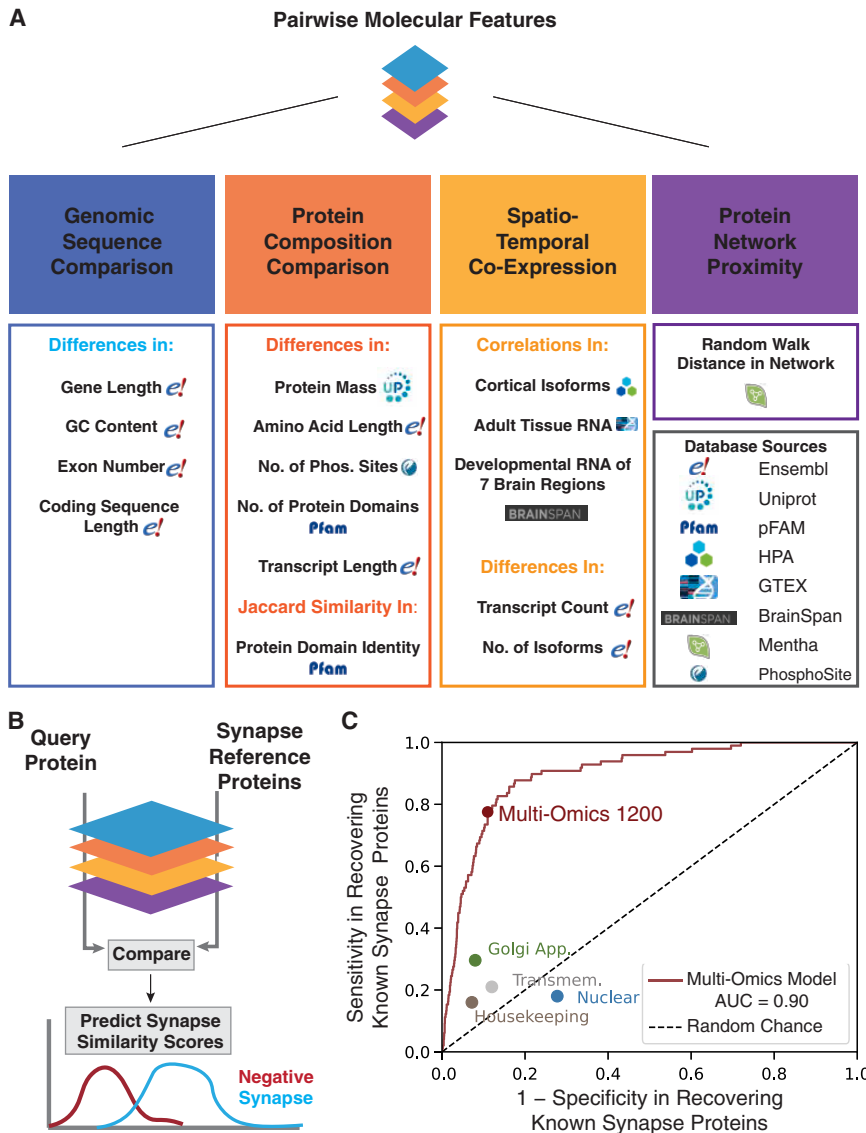 A
Pairwise Molecular Features
Genomic
Sequence
Comparison
Protein
Composition
Comparison
Spatio-
Temporal
Co-Expression
Protein
Network
Proximity
Differences in:
Gene Length e!
GC Content e!
Exon Number e!
Coding Sequence
Length e!
Differences in:
Protein Mass UP
Amino Acid Length e!
No. of Phos. Sites
No. of Protein Domains
Pfam
Transcript Length e!
Jaccard Similarity In:
Protein Domain Identity
Pfam
Correlations In:
Cortical Isoforms
Adult Tissue RNA
Developmental RNA of
7 Brain Regions
BRAINSPAN
Differences In:
Transcript Count e!
No. of Isoforms e!
Random Walk
Distance in Network
Database Sources
e! Ensembl
UP Uniprot
Pfam pFAM
HPA
GTEX
BRAINSPAN BrainSpan
Mentha
PhosphoSite
B
Query
Protein
Synapse
Reference
Proteins
Compare
Predict Synapse
Similarity Scores
Negative
Synapse
C
Sensitivity in Recovering
Known Synapse Proteins
1.0
0.8
0.6
0.4
0.2
0.0
Multi-Omics 1200
Golgi App.
Transmem.
Nuclear
Housekeeping
Multi-Omics Model
AUC = 0.90
Random Chance
0.0 0.2 0.4 0.6 0.8 1.0
1 – Specificity in Recovering
Known Synapse Proteins